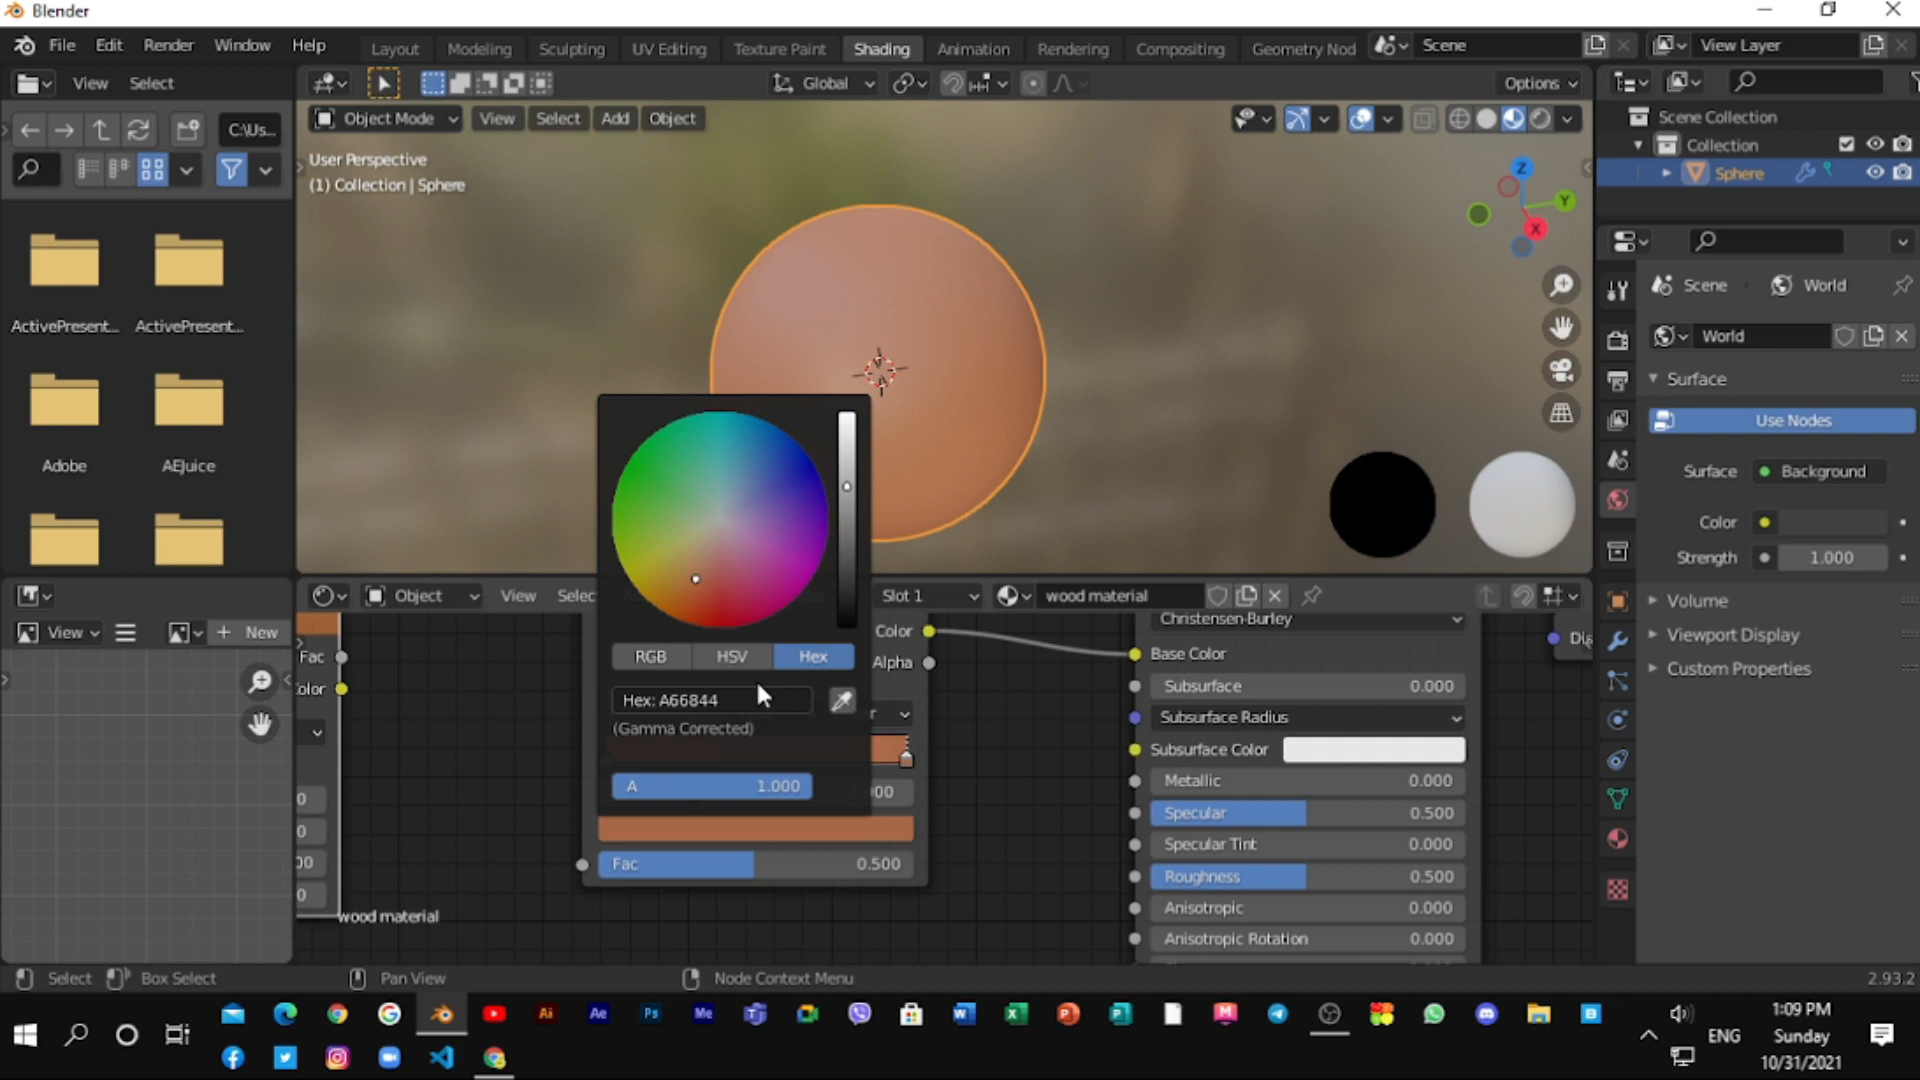 Blender
File Edit Render Window Help
Layout Modeling Sculpting UV Editing Texture Paint Shading Animation Rendering Compositing Geometry Nod
Scene
View Layer
View Select
Global
Options
C:\Us...
Object Mode View Select Add Object
User Perspective
(1) Collection | Sphere
Z
Y
X
ActivePresent... ActivePresent...
Adobe AEJuice
Scene Collection
Collection
Sphere
Scene World
World
Surface
Use Nodes
Surface Background
Color
Strength 1.000
Volume
Viewport Display
Custom Properties
RGB HSV Hex
Hex: A66844
(Gamma Corrected)
A 1.000
Object View Selec
Slot 1
wood material
View
New
Fac
Color
Alpha
Fac 0.500
wood material
Christensen-Burley
Base Color
Subsurface 0.000
Subsurface Radius
Subsurface Color
Metallic 0.000
Specular 0.500
Specular Tint 0.000
Roughness 0.500
Anisotropic 0.000
Anisotropic Rotation 0.000
Select Box Select Pan View Node Context Menu
2.93.2
ENG
1:09 PM
Sunday
10/31/2021